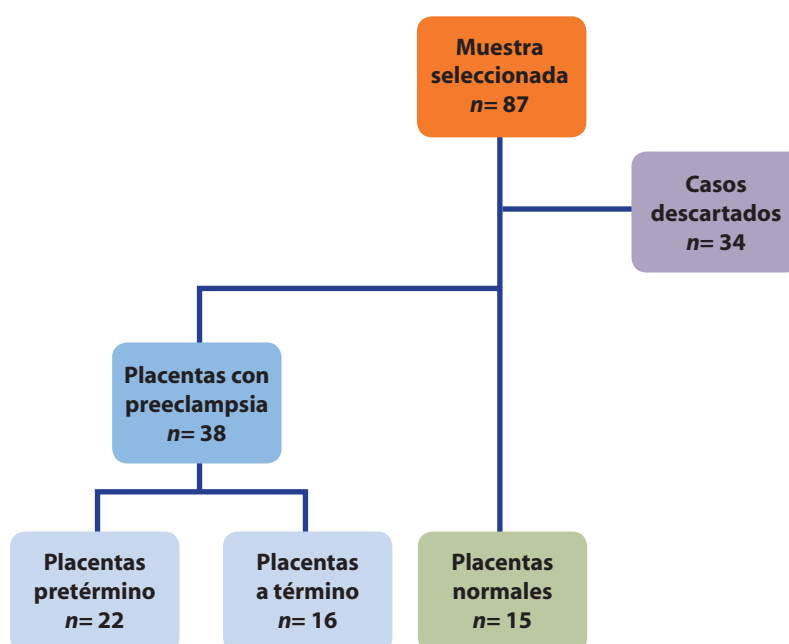 Muestra
seleccionada
n= 87
Casos
descartados
n= 34
Placentas con
preeclampsia
n= 38
Placentas
pretérmino
n= 22
Placentas
a término
n= 16
Placentas
normales
n= 15